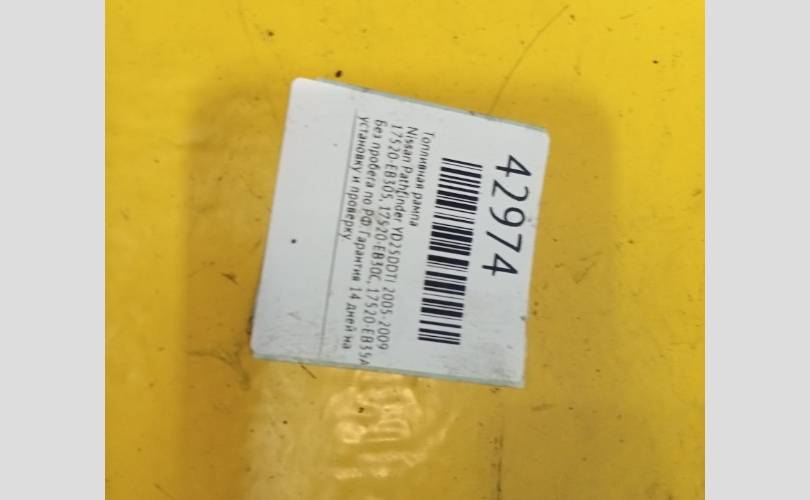 42974
Топливная рампа
Nissan Pathfinder YD25DDTI 2005-2009
17520-EB305, 17520-EB30C, 17520-EB35A
Без пробега по РФ. Гарантия 14 дней на
установку и проверку.